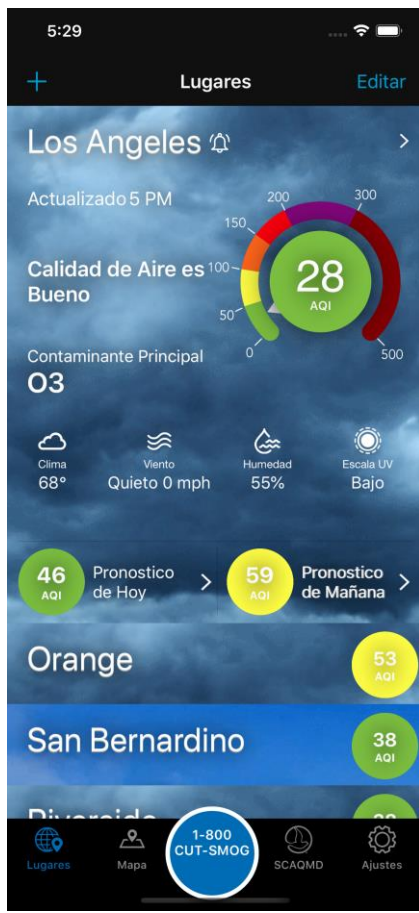 5:29
+ Lugares Editar
Los Angeles
Actualizado 5 PM
Calidad de Aire es
Bueno
Contaminante Principal
O3
0
50
100
150
200
300
500
28
AQI
Clima
68°
Viento
Quieto 0 mph
Humedad
55%
Escala UV
Bajo
46
AQI
Pronostico
de Hoy
59
AQI
Pronostico
de Mañana
Orange
53
AQI
San Bernardino
38
AQI
Riverside
Lugares
Mapa
1-800
CUT-SMOG
SCAQMD
Ajustes